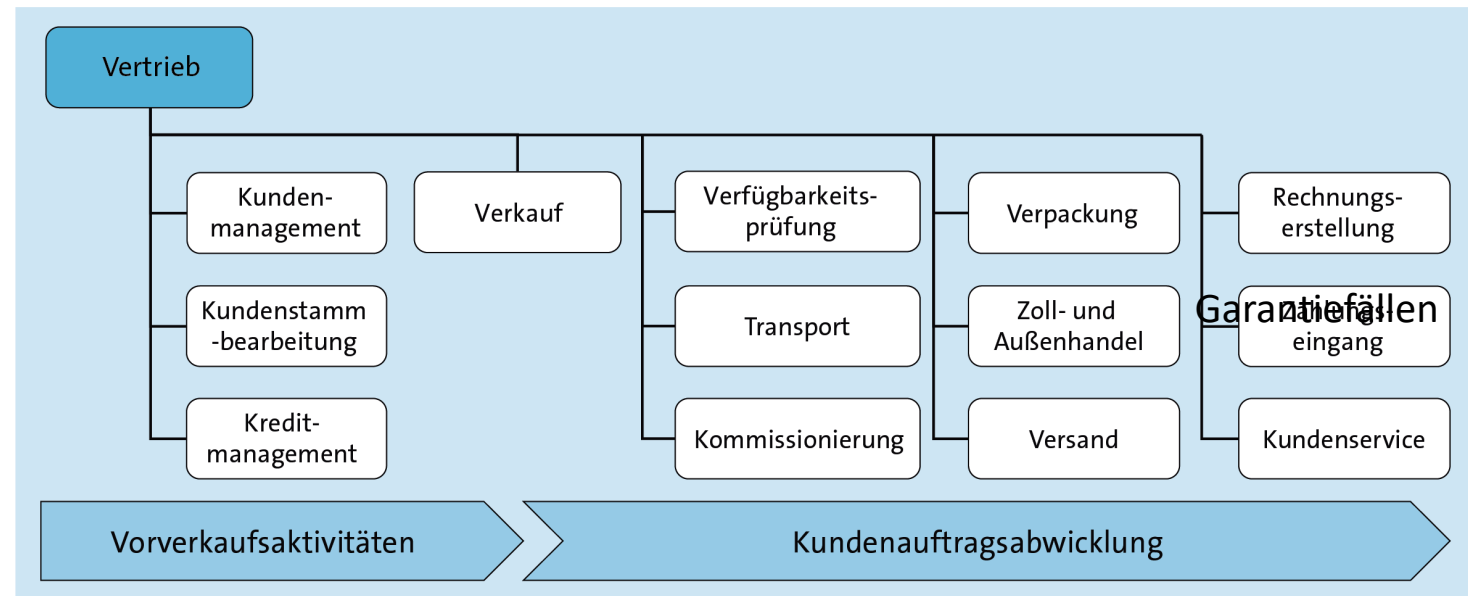 Vertrieb
Kunden-
management
Kundenstamm
-bearbeitung
Kredit-
management
Verkauf
Verfügbarkeits-
prüfung
Transport
Kommissionierung
Verpackung
Zoll- und
Außenhandel
Versand
Rechnungs-
erstellung
Garantiefällen
Zahlungs-
eingang
Kundenservice
Vorverkaufsaktivitäten
Kundenauftragsabwicklung